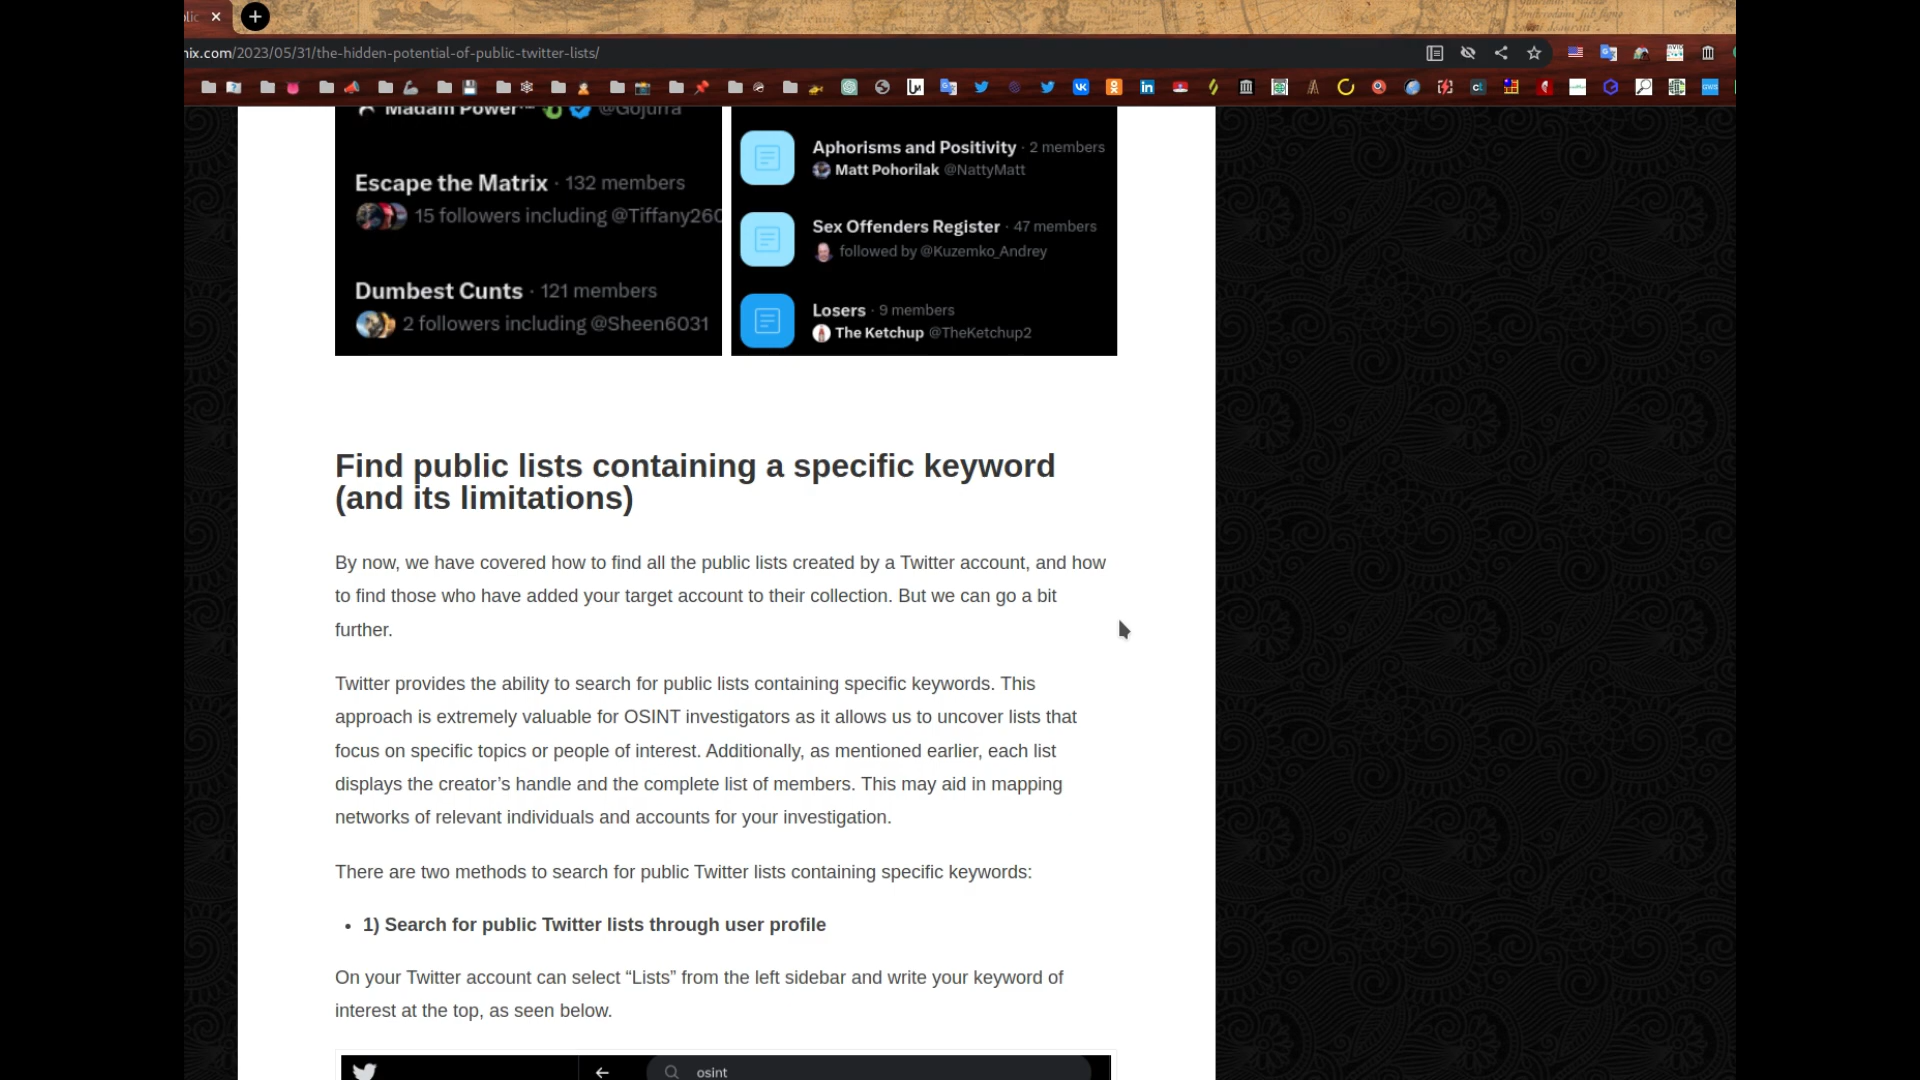 nix.com/2023/05/31/the-hidden-potential-of-public-twitter-lists/
Madam Power @Gojurra
Escape the Matrix · 132 members
15 followers including @Tiffany260
Dumbest Cunts · 121 members
2 followers including @Sheen6031
Aphorisms and Positivity · 2 members
Matt Pohorilak @NattyMatt
Sex Offenders Register · 47 members
followed by @Kuzemko_Andrey
Losers · 9 members
The Ketchup @TheKetchup2
Find public lists containing a specific keyword
(and its limitations)
By now, we have covered how to find all the public lists created by a Twitter account, and how
to find those who have added your target account to their collection. But we can go a bit
further.
Twitter provides the ability to search for public lists containing specific keywords. This
approach is extremely valuable for OSINT investigators as it allows us to uncover lists that
focus on specific topics or people of interest. Additionally, as mentioned earlier, each list
displays the creator’s handle and the complete list of members. This may aid in mapping
networks of relevant individuals and accounts for your investigation.
There are two methods to search for public Twitter lists containing specific keywords:
• 1) Search for public Twitter lists through user profile
On your Twitter account can select “Lists” from the left sidebar and write your keyword of
interest at the top, as seen below.
osint